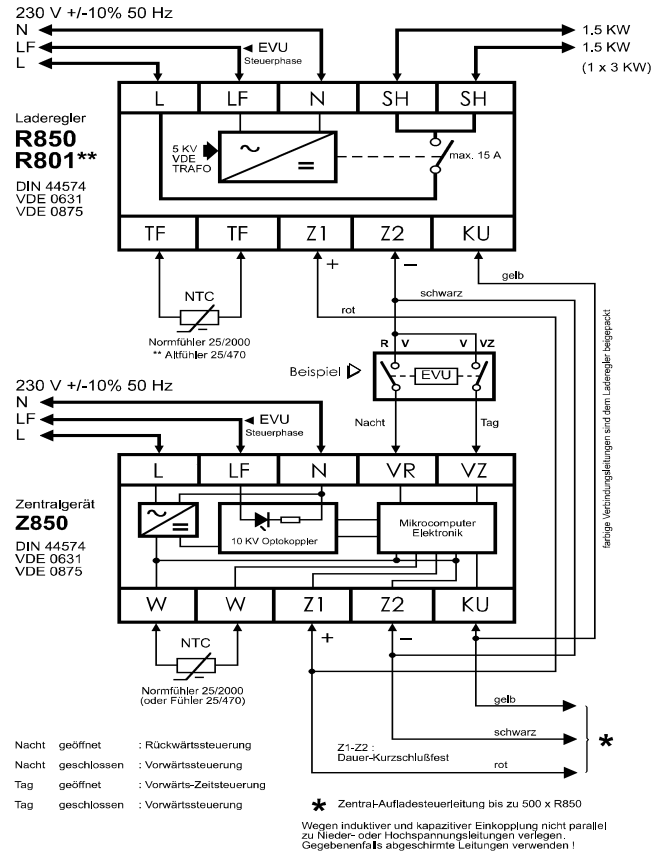 230 V +/-10% 50 Hz
N
LF
L
EVU
Steuerphase
1.5 KW
1.5 KW
(1 x 3 KW)
Laderegler
R850
R801**
DIN 44574
VDE 0631
VDE 0875
L LF N SH SH
5 KV
VDE
TRAFO
max. 15 A
TF TF Z1 Z2 KU
+ −
gelb
schwarz
rot
NTC
Normfühler 25/2000
** Altfühler 25/470
R V V VZ
Beispiel
EVU
Nacht Tag
farbige Verbindungsleitungen sind dem Laderegler beigepackt
230 V +/-10% 50 Hz
N
LF
L
EVU
Steuerphase
L LF N VR VZ
Zentralgerät
Z850
DIN 44574
VDE 0631
VDE 0875
10 KV Optokoppler
Mikrocomputer
Elektronik
W W Z1 Z2 KU
+ −
NTC
Normfühler 25/2000
(oder Fühler 25/470)
gelb
schwarz
rot
*
Z1-Z2 :
Dauer-Kurzschlußfest
Nacht geöffnet : Rückwärtssteuerung
Nacht geschlossen : Vorwärtssteuerung
Tag geöffnet : Vorwärts-Zeitsteuerung
Tag geschlossen : Vorwärtssteuerung
* Zentral-Aufladesteuerleitung bis zu 500 x R850
Wegen induktiver und kapazitiver Einkopplung nicht parallel
zu Nieder- oder Hochspannungsleitungen verlegen.
Gegebenenfalls abgeschirmte Leitungen verwenden !